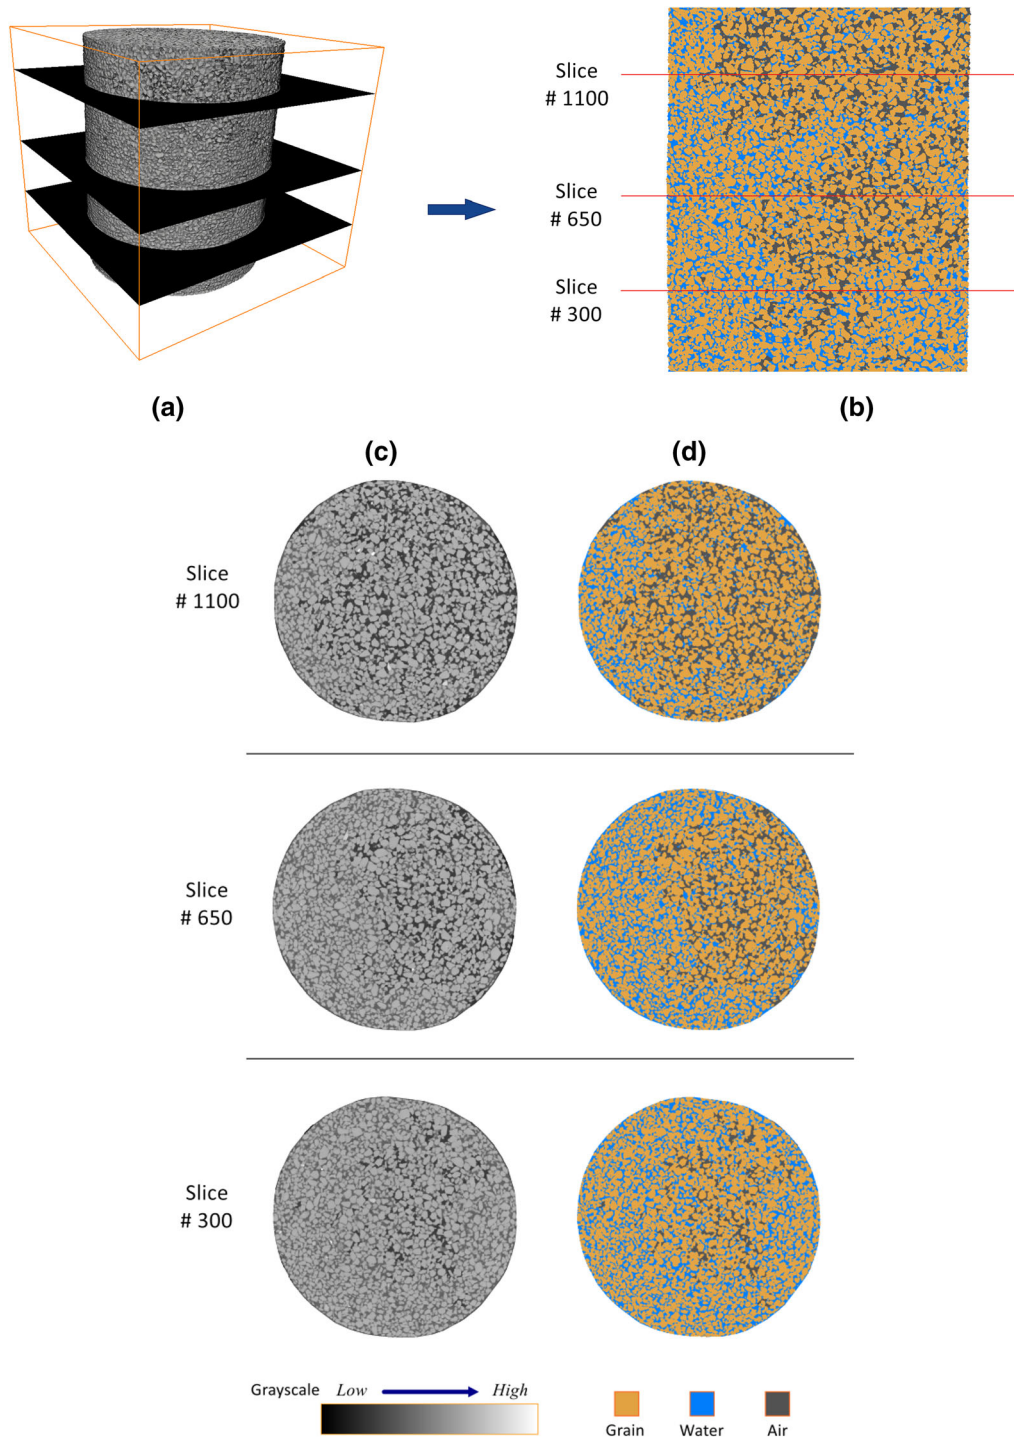 Slice
# 1100
Slice
# 650
Slice
# 300
(a)
(b)
(c)
(d)
Slice
# 1100
Slice
# 650
Slice
# 300
Grayscale Low High
Grain Water Air